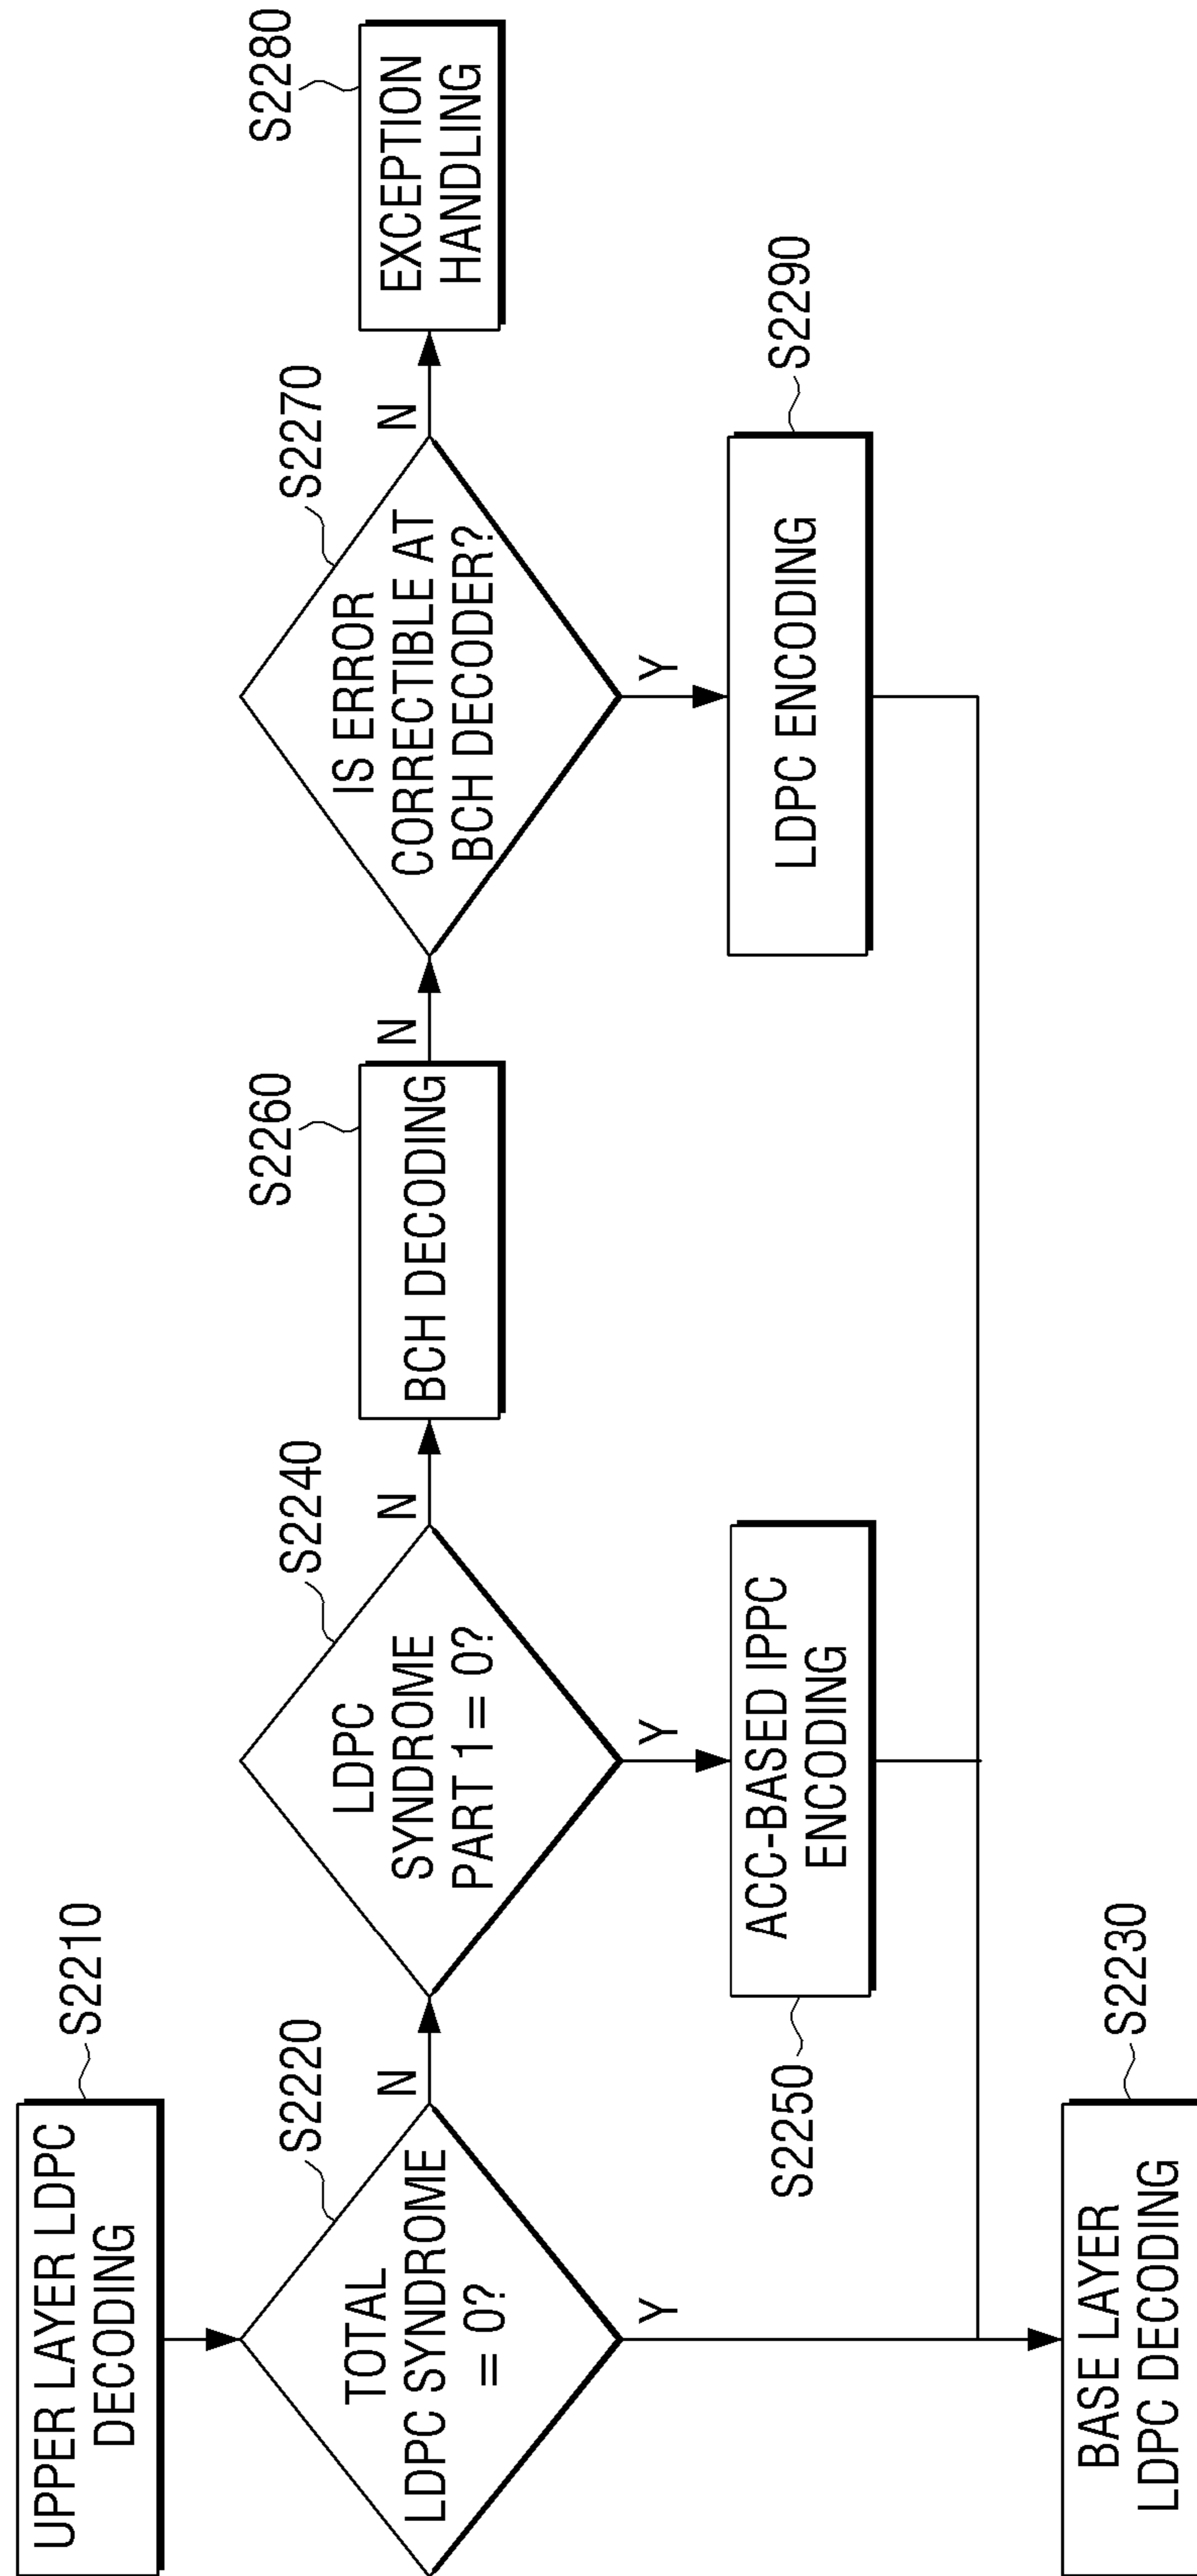 S2210
UPPER LAYER LDPC
DECODING
S2220
TOTAL
LDPC SYNDROME
= 0?
N
Y
S2240
LDPC
SYNDROME
PART 1 = 0?
N
Y
S2260
BCH DECODING
N
S2270
IS ERROR
CORRECTIBLE AT
BCH DECODER?
N
Y
S2280
EXCEPTION
HANDLING
S2250
ACC-BASED IPPC
ENCODING
S2290
LDPC ENCODING
S2230
BASE LAYER
LDPC DECODING